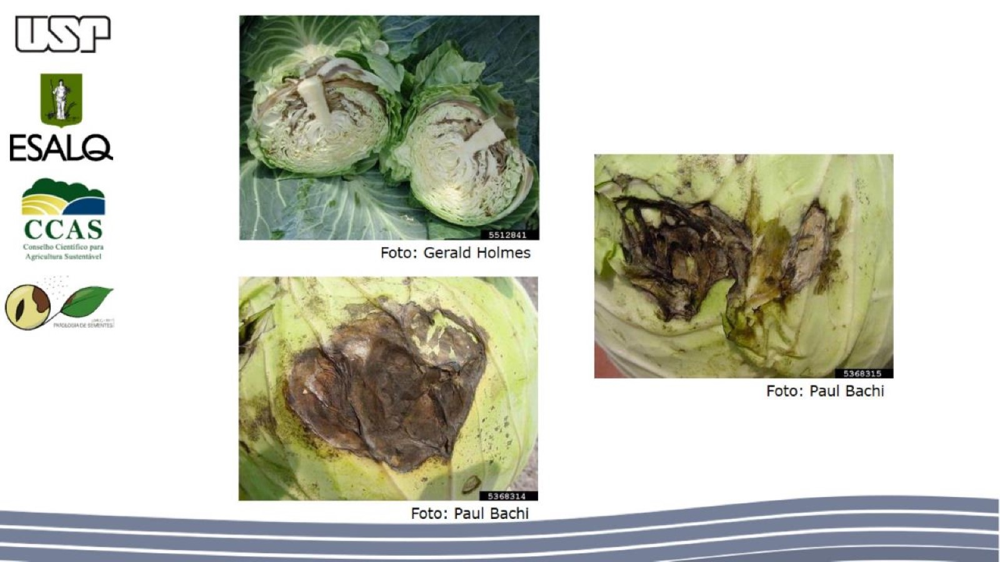 USP
ESALQ
CCAS
Conselho Científico para
Agricultura Sustentável
PATOLOGIA DE SEMENTES
5512841
Foto: Gerald Holmes
5368315
Foto: Paul Bachi
5368314
Foto: Paul Bachi